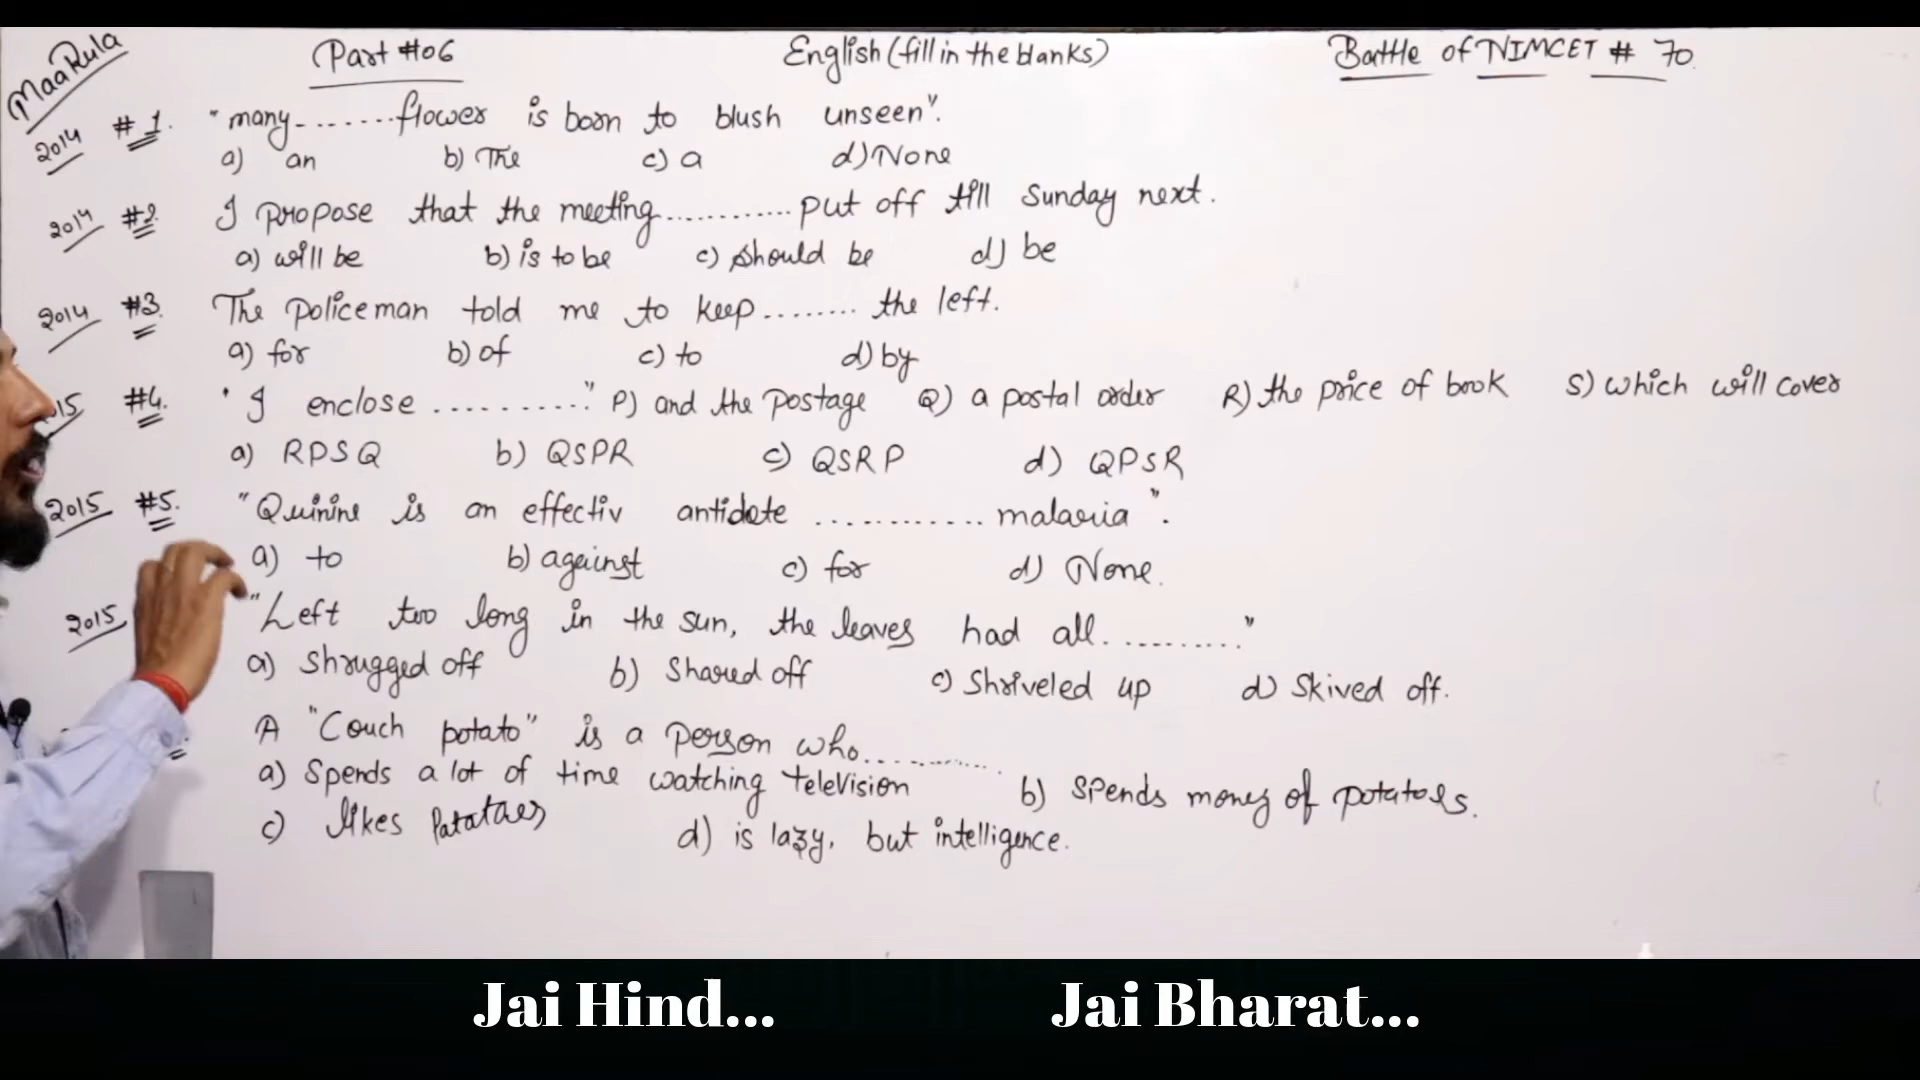 MaaRula
Part #06 English (fill in the blanks) Battle of NIMCET # 70
2014 #1. "many........flower is born to blush unseen".
a) an b) The c) a d) None
2014 #2. I propose that the meeting............put off till Sunday next.
a) will be b) is to be c) should be d) be
2014 #3. The policeman told me to keep........ the left.
a) for b) of c) to d) by
15 #4. "I enclose .........." P) and the postage Q) a postal order R) the price of book S) which will cover
a) RPSQ b) QSPR c) QSRP d) QPSR
2015 #5. "Quinine is an effectiv antidote ............ malaria".
a) to b) against c) for d) None.
2015 "Left too long in the sun, the leaves had all..........."
a) Shrugged off b) Shared off c) Shriveled up d) Skived off.
A "Couch potato" is a person who.............
a) Spends a lot of time watching television b) spends money of potatoes.
c) likes Patatoes d) is lazy, but intelligence.
Jai Hind... Jai Bharat...